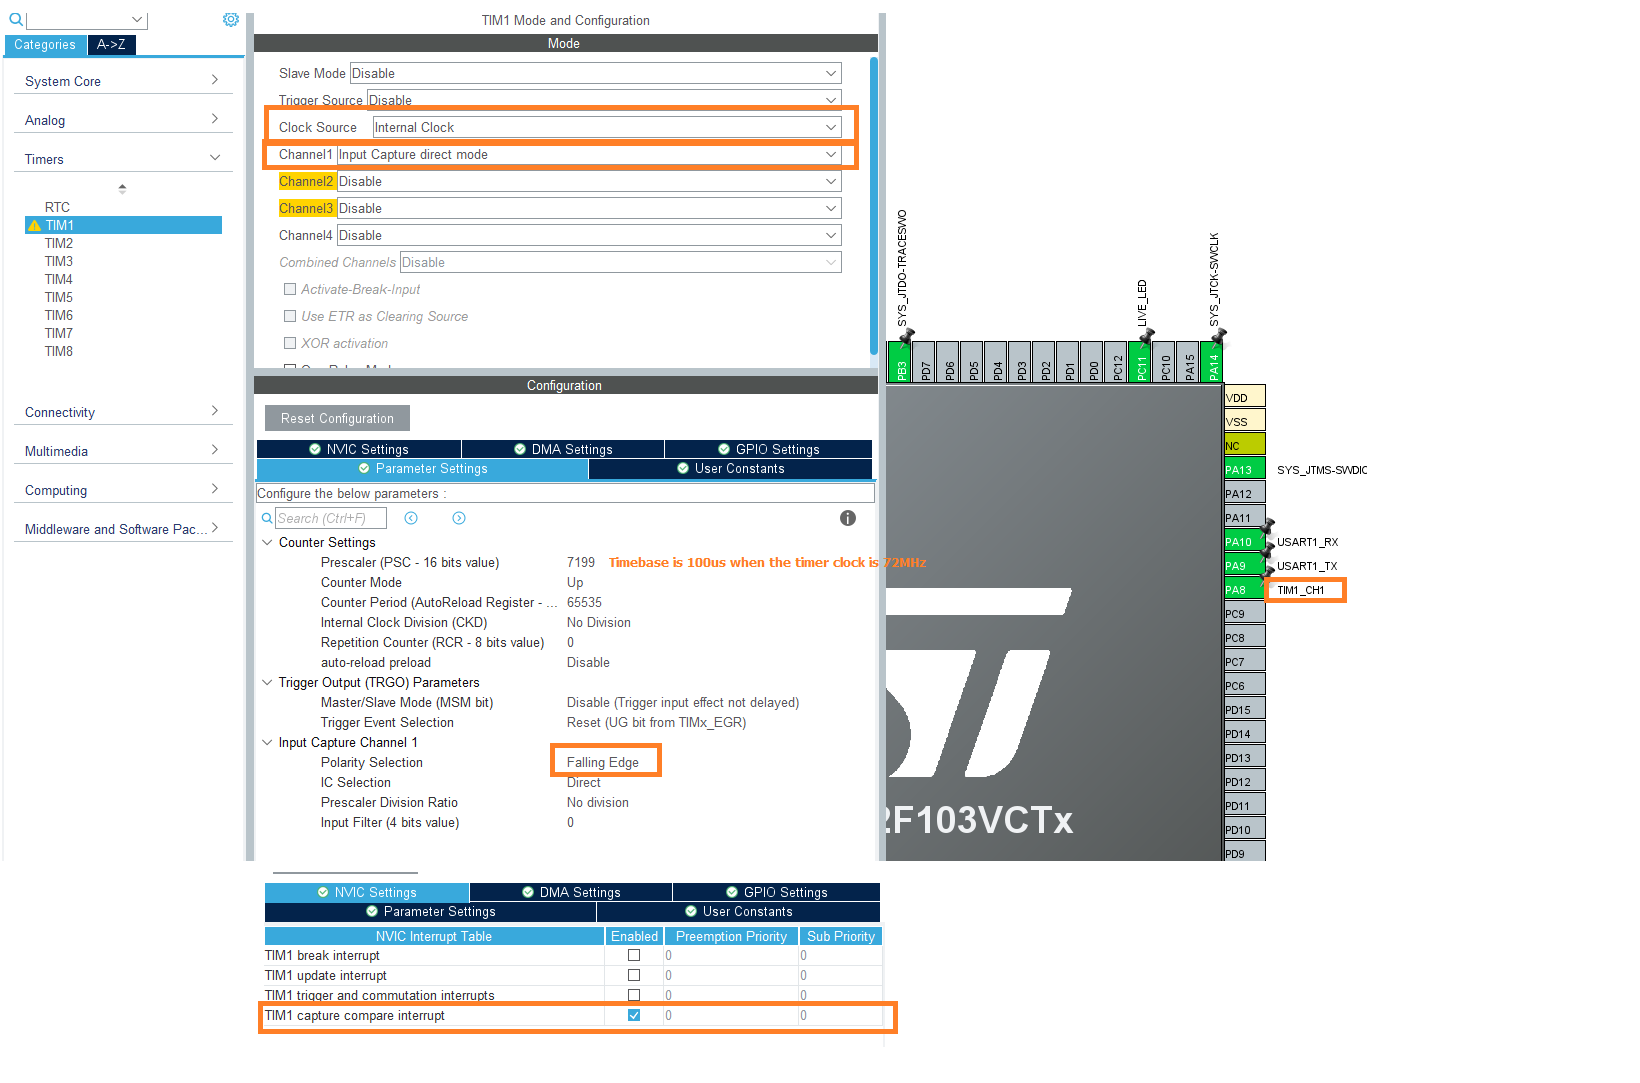 TIM1 Mode and Configuration
Categories
A->Z
Mode
System Core
Analog
Timers
RTC
TIM1
TIM2
TIM3
TIM4
TIM5
TIM6
TIM7
TIM8
Connectivity
Multimedia
Computing
Middleware and Software Pac...
Slave Mode Disable
Trigger Source Disable
Clock Source Internal Clock
Channel1 Input Capture direct mode
Channel2 Disable
Channel3 Disable
Channel4 Disable
Combined Channels Disable
Activate-Break-Input
Use ETR as Clearing Source
XOR activation
Configuration
Reset Configuration
NVIC Settings
DMA Settings
GPIO Settings
Parameter Settings
User Constants
Configure the below parameters :
Search (Ctrl+F)
Counter Settings
Prescaler (PSC - 16 bits value) 7199 Timebase is 100us when the timer clock is 72MHz
Counter Mode Up
Counter Period (AutoReload Register - ... 65535
Internal Clock Division (CKD) No Division
Repetition Counter (RCR - 8 bits value) 0
auto-reload preload Disable
Trigger Output (TRGO) Parameters
Master/Slave Mode (MSM bit) Disable (Trigger input effect not delayed)
Trigger Event Selection Reset (UG bit from TIMx_EGR)
Input Capture Channel 1
Polarity Selection Falling Edge
IC Selection Direct
Prescaler Division Ratio No division
Input Filter (4 bits value) 0
NVIC Settings
DMA Settings
GPIO Settings
Parameter Settings
User Constants
NVIC Interrupt Table Enabled Preemption Priority Sub Priority
TIM1 break interrupt 0 0
TIM1 update interrupt 0 0
TIM1 trigger and commutation interrupts 0 0
TIM1 capture compare interrupt 0 0
SYS_JTDO-TRACESWO
LIVE_LED
SYS_JTCK-SWCLK
PB3
PD7
PD6
PD5
PD4
PD3
PD2
PD1
PD0
PC12
PC11
PC10
PA15
PA14
VDD
VSS
NC
PA13 SYS_JTMS-SWDIO
PA12
PA11
PA10 USART1_RX
PA9 USART1_TX
PA8 TIM1_CH1
PC9
PC8
PC7
PC6
PD15
PD14
PD13
PD12
PD11
PD10
PD9
2F103VCTx